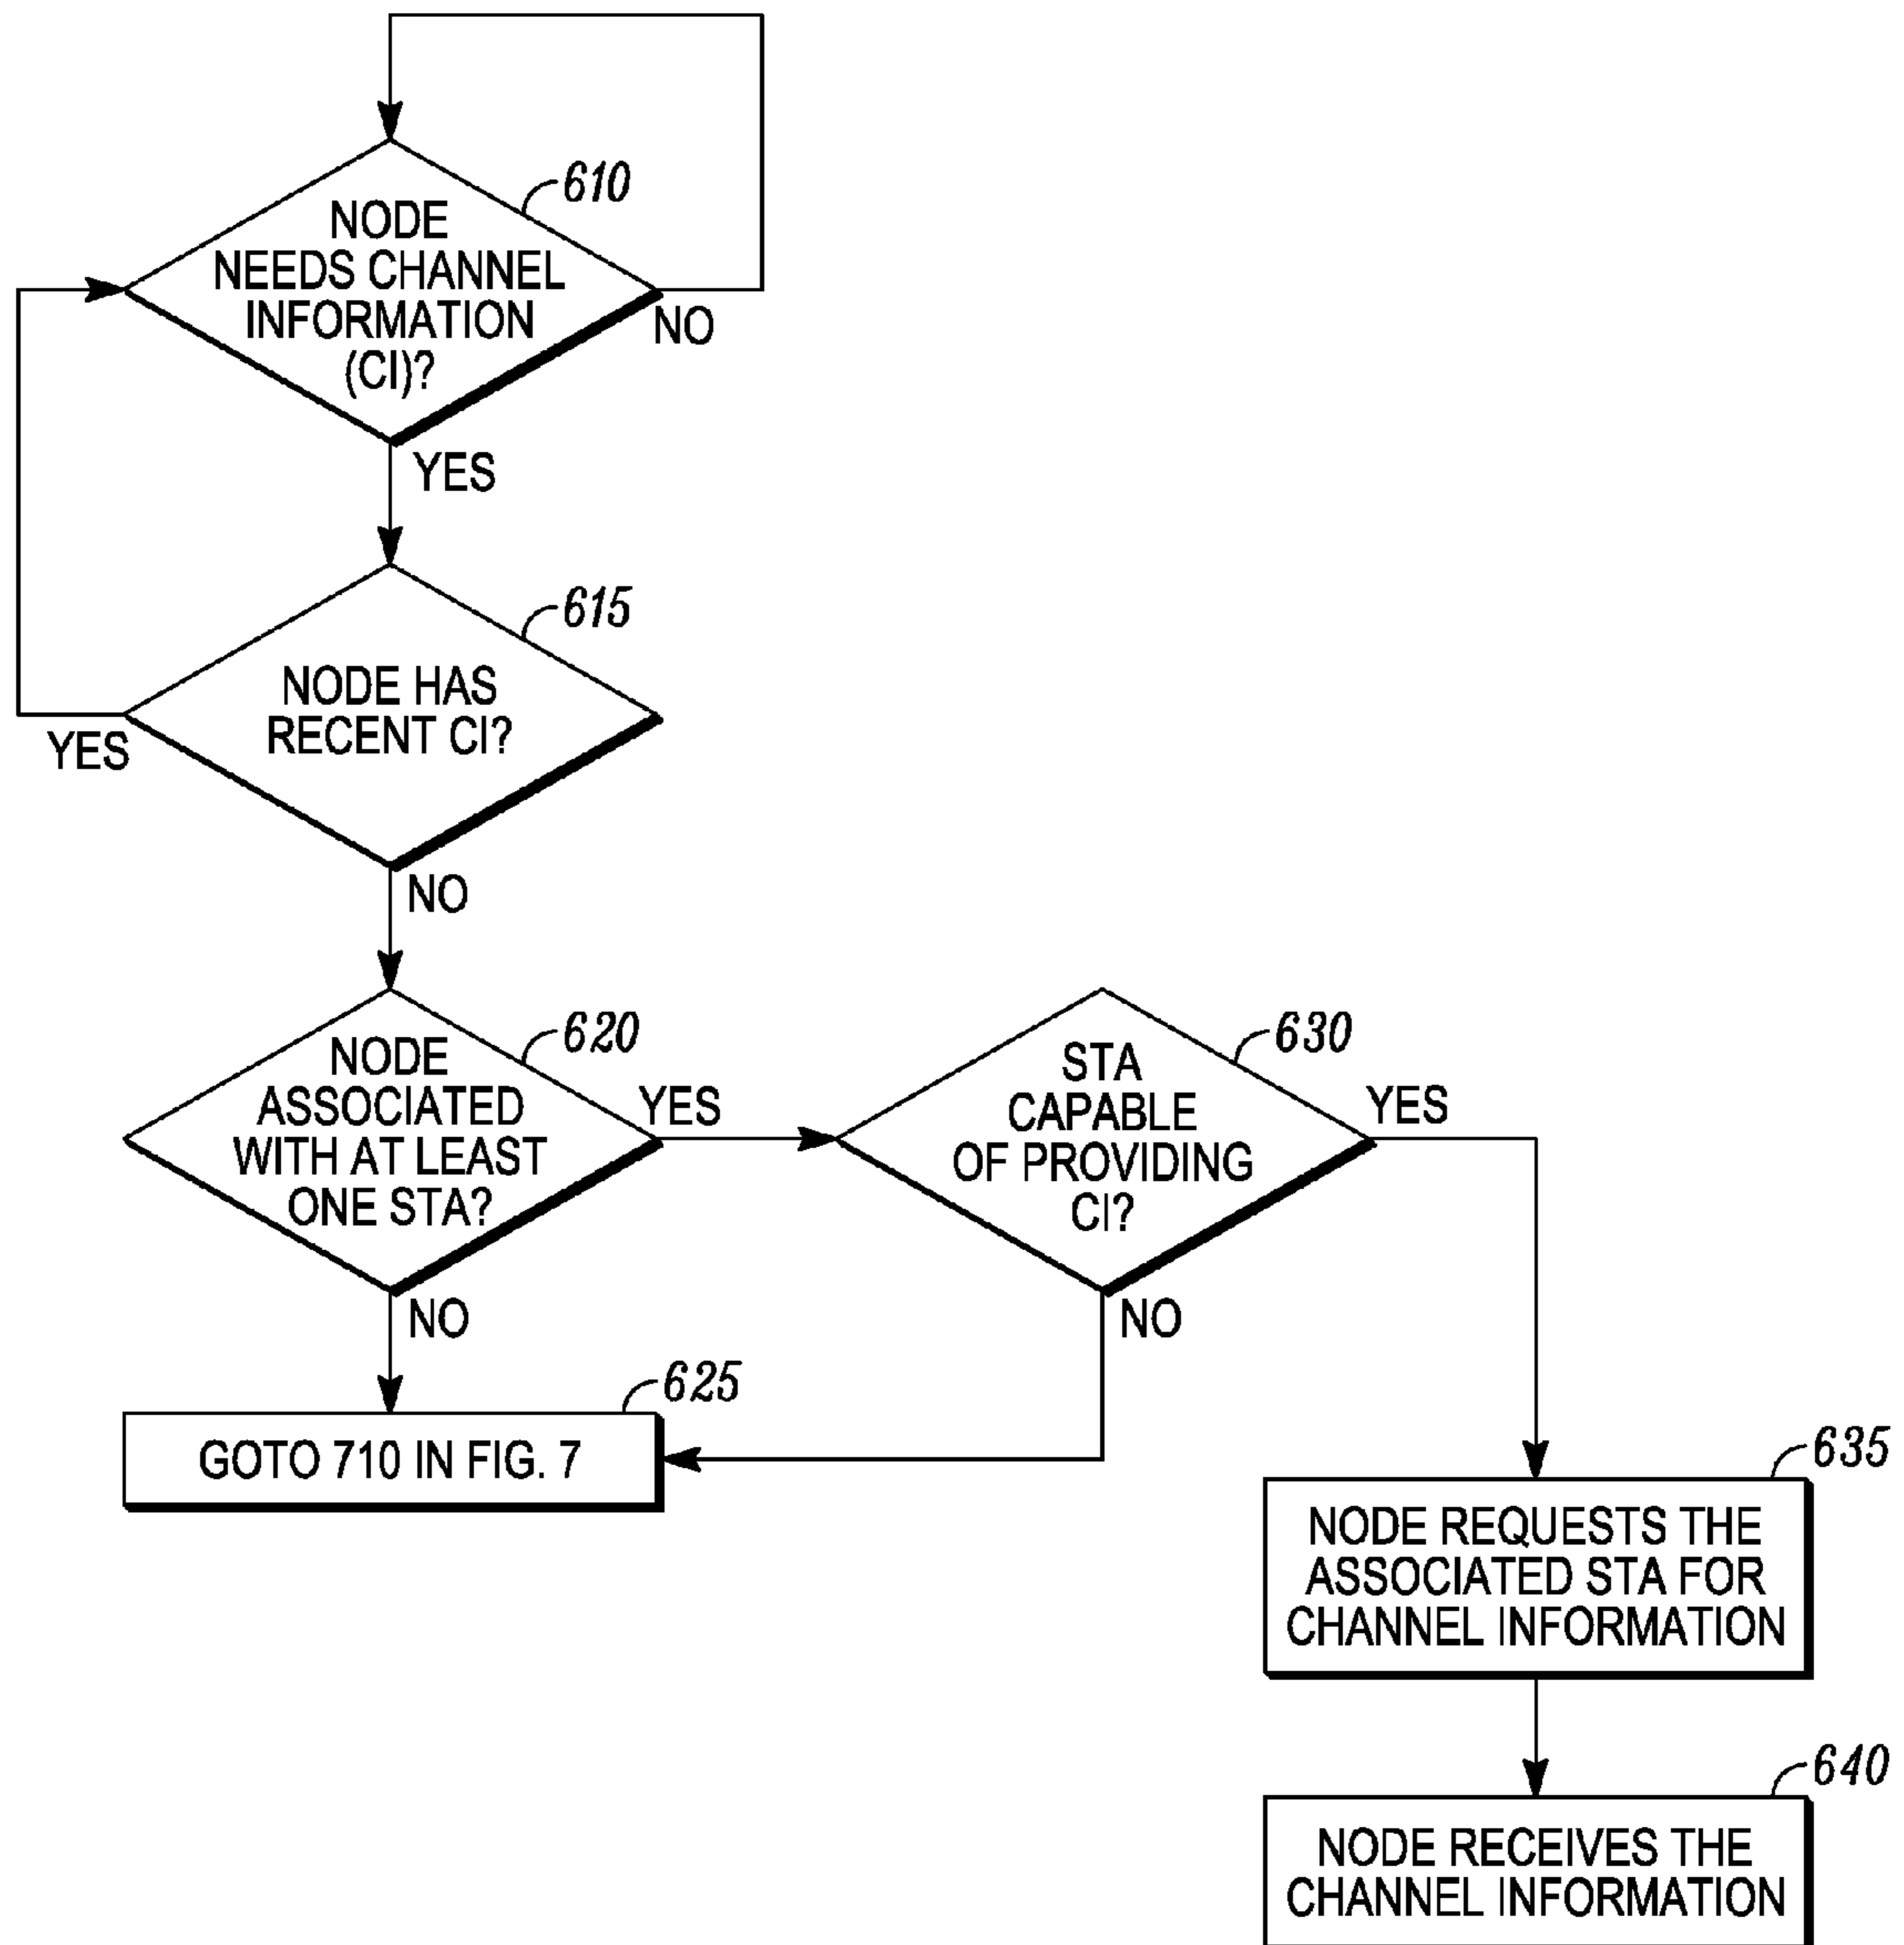 610
NODE
NEEDS CHANNEL
INFORMATION
(CI)?
NO
YES
615
NODE HAS
RECENT CI?
YES
NO
620
NODE
ASSOCIATED
WITH AT LEAST
ONE STA?
YES
NO
630
STA
CAPABLE
OF PROVIDING
CI?
YES
NO
625
GOTO 710 IN FIG. 7
635
NODE REQUESTS THE
ASSOCIATED STA FOR
CHANNEL INFORMATION
640
NODE RECEIVES THE
CHANNEL INFORMATION